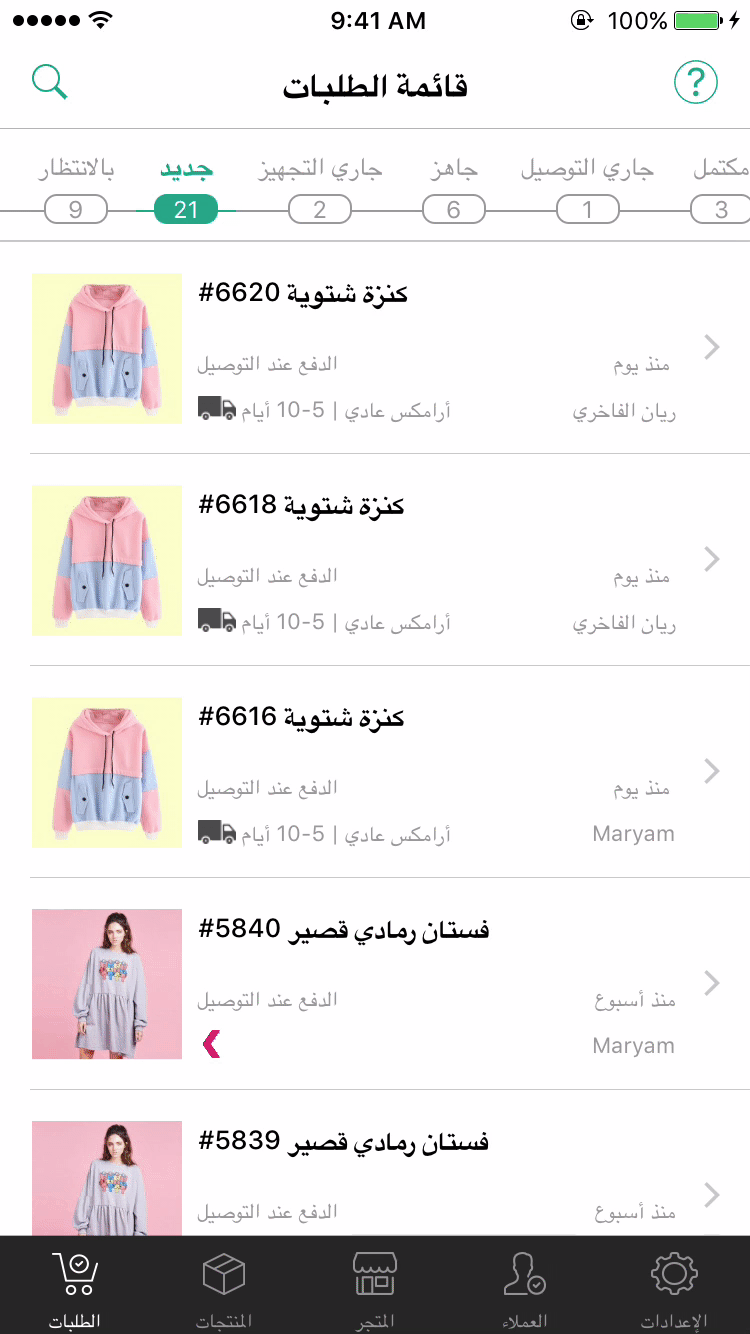 9:41 AM
100%
قائمة الطلبات
?
بالانتظار
9
جديد
21
جاري التجهيز
2
جاهز
6
جاري التوصيل
1
مكتمل
3
كنزة شتوية 6620#
الدفع عند التوصيل
منذ يوم
أرامكس عادي | 5-10 أيام
ريان الفاخري
كنزة شتوية 6618#
الدفع عند التوصيل
منذ يوم
أرامكس عادي | 5-10 أيام
ريان الفاخري
كنزة شتوية 6616#
الدفع عند التوصيل
منذ يوم
أرامكس عادي | 5-10 أيام
Maryam
فستان رمادي قصير 5840#
الدفع عند التوصيل
منذ أسبوع
Maryam
فستان رمادي قصير 5839#
الدفع عند التوصيل
منذ أسبوع
الطلبات
المنتجات
المتجر
العملاء
الإعدادات